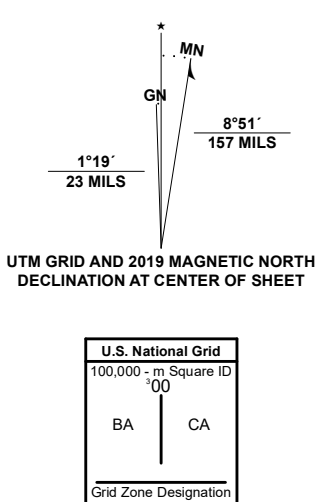 ★
MN
GN
8°51´
157 MILS
1°19´
23 MILS
UTM GRID AND 2019 MAGNETIC NORTH
DECLINATION AT CENTER OF SHEET
U.S. National Grid
100,000 - m Square ID
³00
BA CA
Grid Zone Designation